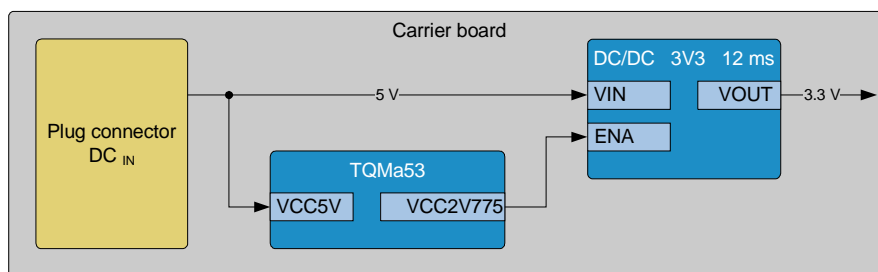 Carrier board
Plug connector
DC IN
5 V
DC/DC 3V3 12 ms
VIN
VOUT
3.3 V
ENA
TQMa53
VCC5V
VCC2V775